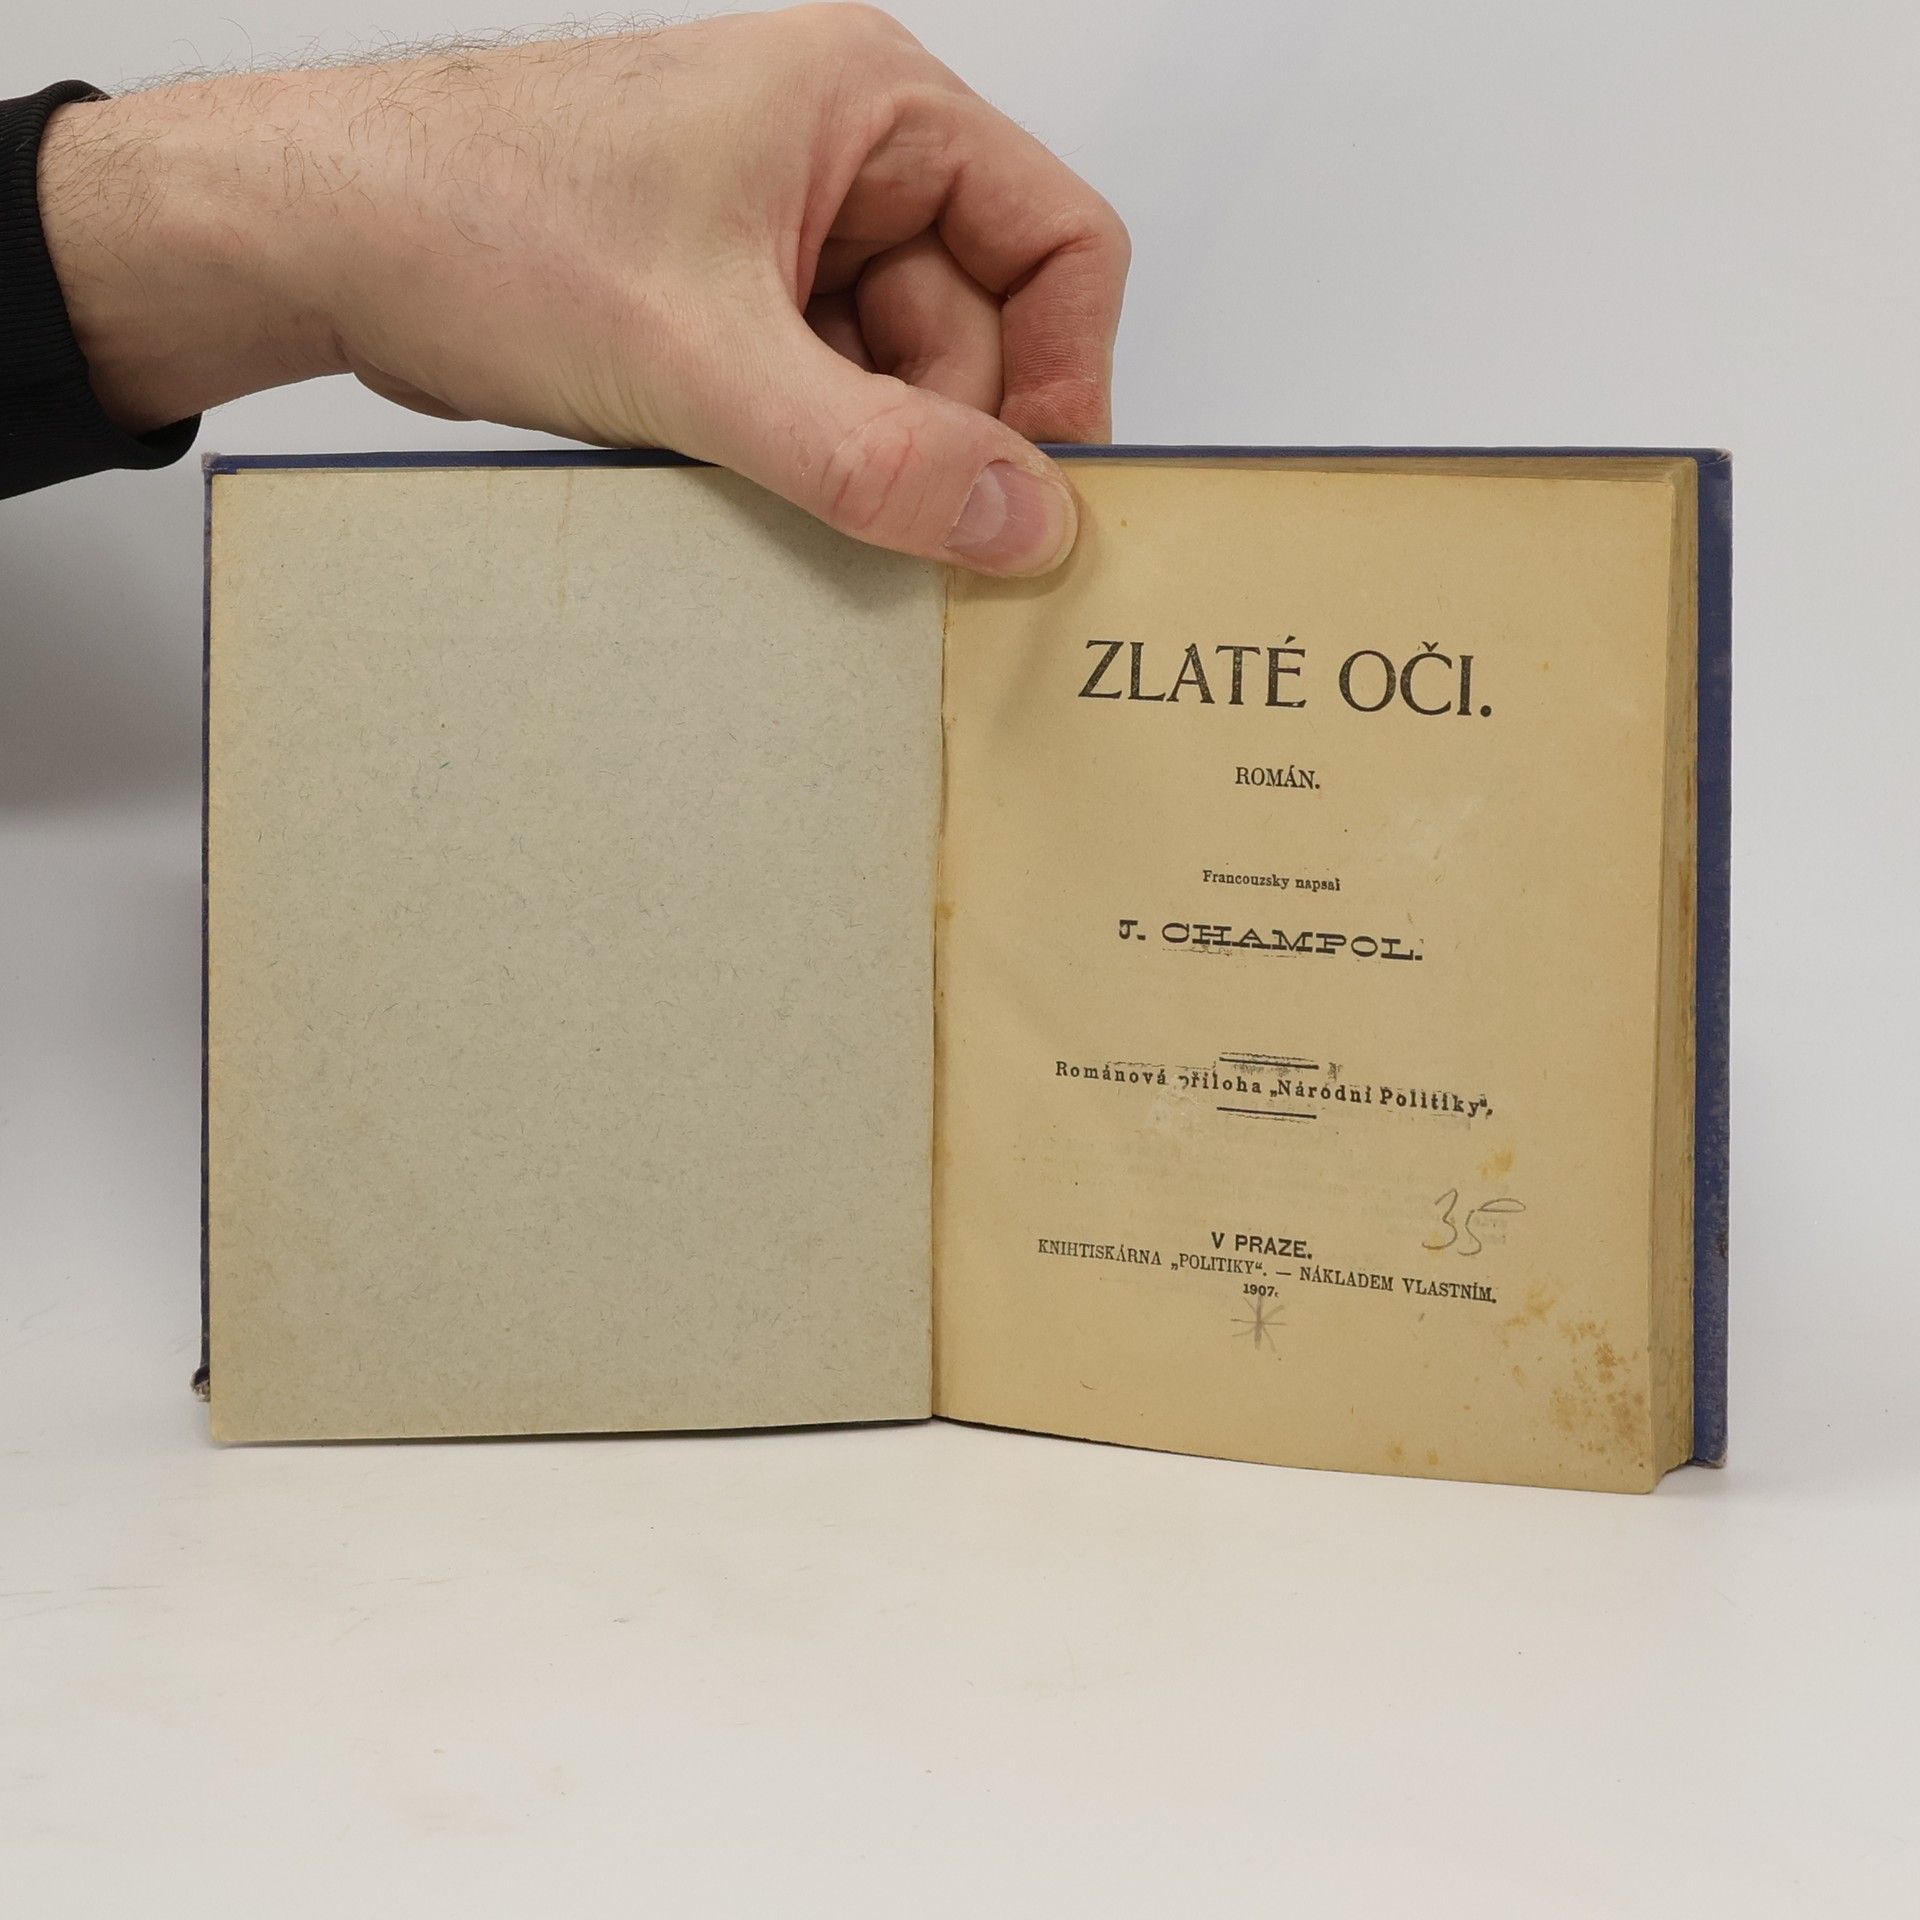 ZLATÉ OČI.
ROMÁN.
Francouzsky napsal
J. CHAMPOL.
Románová příloha „Národní Politiky“.
35
V PRAZE.
KNIHTISKÁRNA „POLITIKY“. — NÁKLADEM VLASTNÍM.
1907.